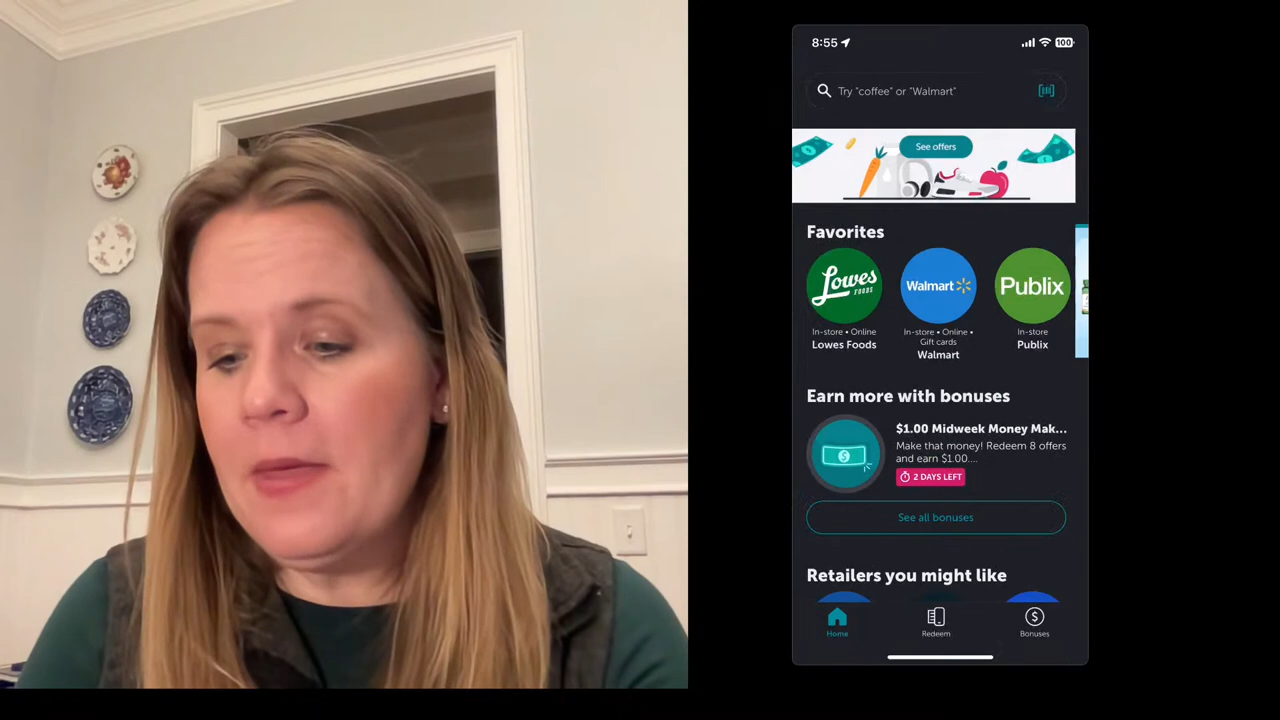 8:55
100
Try "coffee" or "Walmart"
See offers
Favorites
Lowes
FOODS
Walmart
Publix
In-store • Online
Lowes Foods
In-store • Online •
Gift cards
Walmart
In-store
Publix
Earn more with bonuses
$1.00 Midweek Money Mak...
Make that money! Redeem 8 offers
and earn $1.00....
2 DAYS LEFT
See all bonuses
Retailers you might like
Home
Redeem
Bonuses